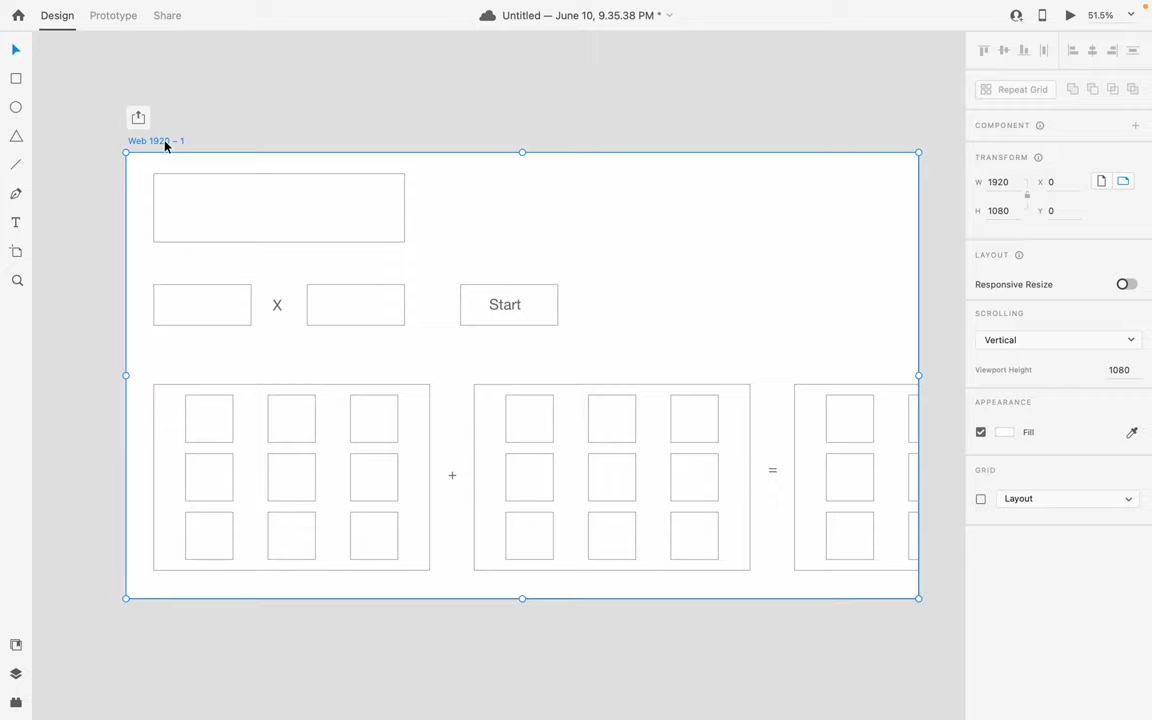 Design Prototype Share Untitled — June 10, 9.35.38 PM * 51.5%
Repeat Grid
COMPONENT
Web 1920 – 1
TRANSFORM
W 1920 X 0
H 1080 Y 0
LAYOUT
Responsive Resize
X Start
SCROLLING
Vertical
Viewport Height 1080
APPEARANCE
Fill
GRID
+ =
Layout
T